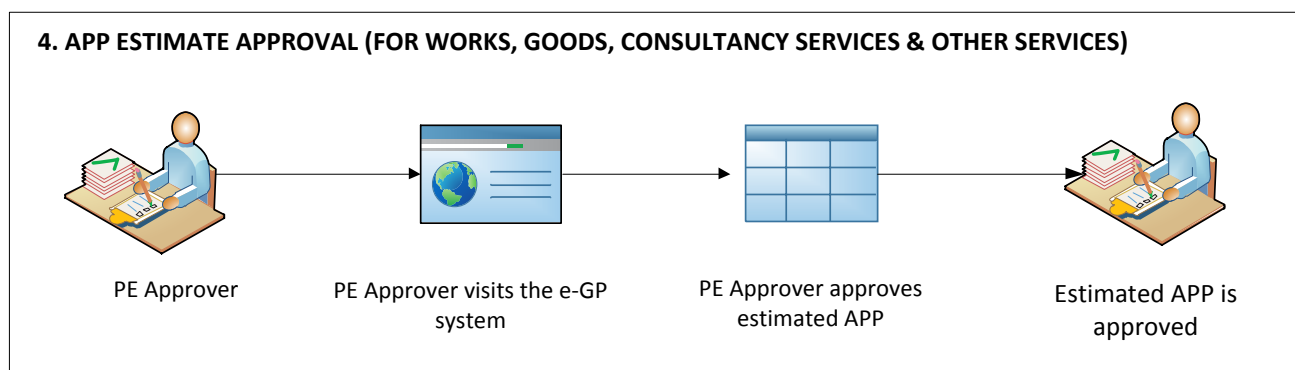 4. APP ESTIMATE APPROVAL (FOR WORKS, GOODS, CONSULTANCY SERVICES & OTHER SERVICES)
PE Approver
PE Approver visits the e-GP
system
PE Approver approves
estimated APP
Estimated APP is
approved